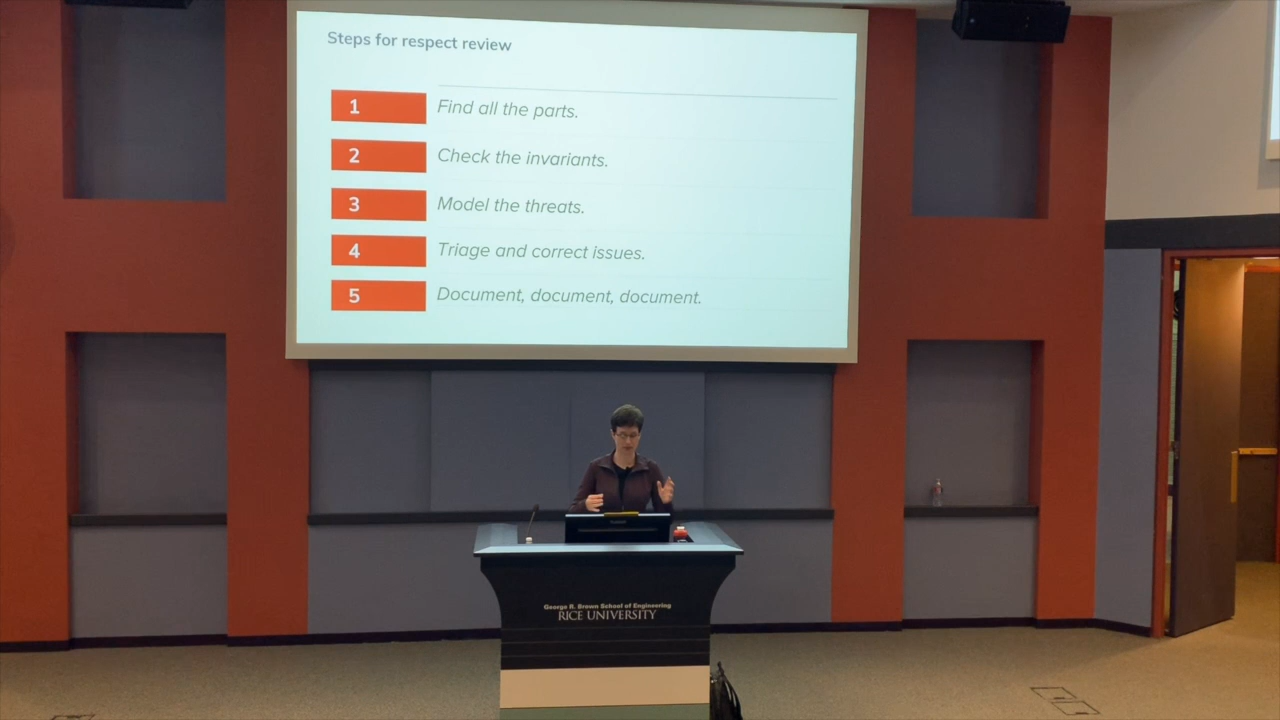 Steps for respect review
1 Find all the parts.
2 Check the invariants.
3 Model the threats.
4 Triage and correct issues.
5 Document, document, document.
George R. Brown School of Engineering
RICE UNIVERSITY